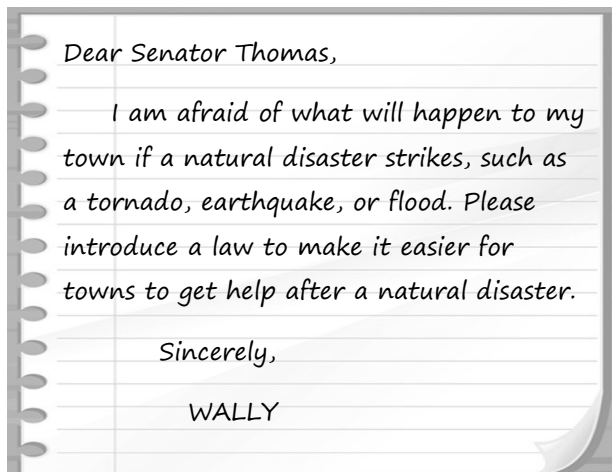 Dear Senator Thomas,
I am afraid of what will happen to my
town if a natural disaster strikes, such as
a tornado, earthquake, or flood. Please
introduce a law to make it easier for
towns to get help after a natural disaster.
Sincerely,
WALLY